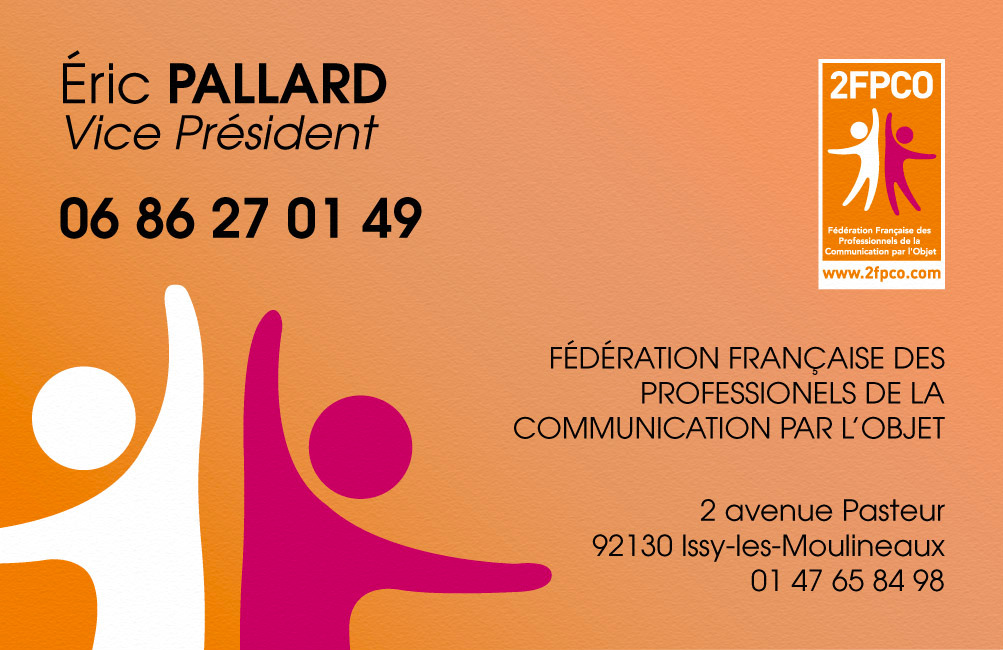 Éric PALLARD
Vice Président
06 86 27 01 49
2FPCO
Fédération Française des
Professionnels de la
Communication par l'Objet
www.2fpco.com
FÉDÉRATION FRANÇAISE DES
PROFESSIONELS DE LA
COMMUNICATION PAR L'OBJET
2 avenue Pasteur
92130 Issy-les-Moulineaux
01 47 65 84 98